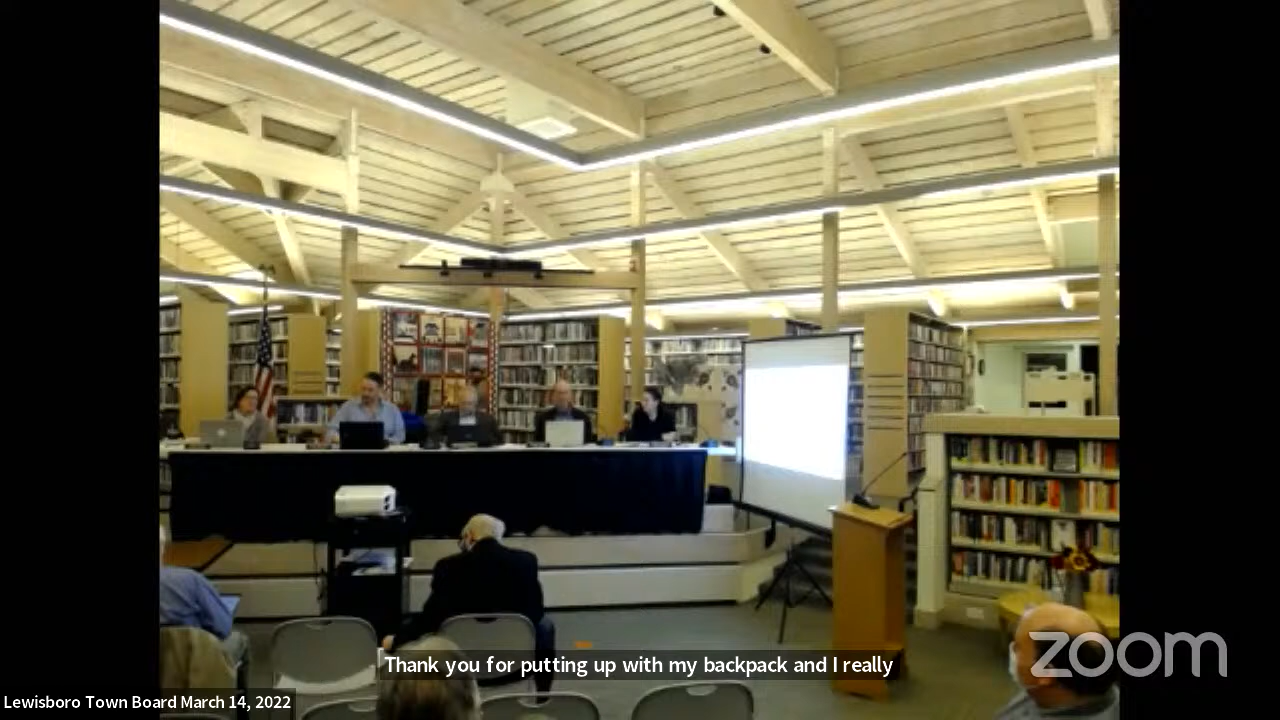 Thank you for putting up with my backpack and I really
zoom
Lewisboro Town Board March 14, 2022